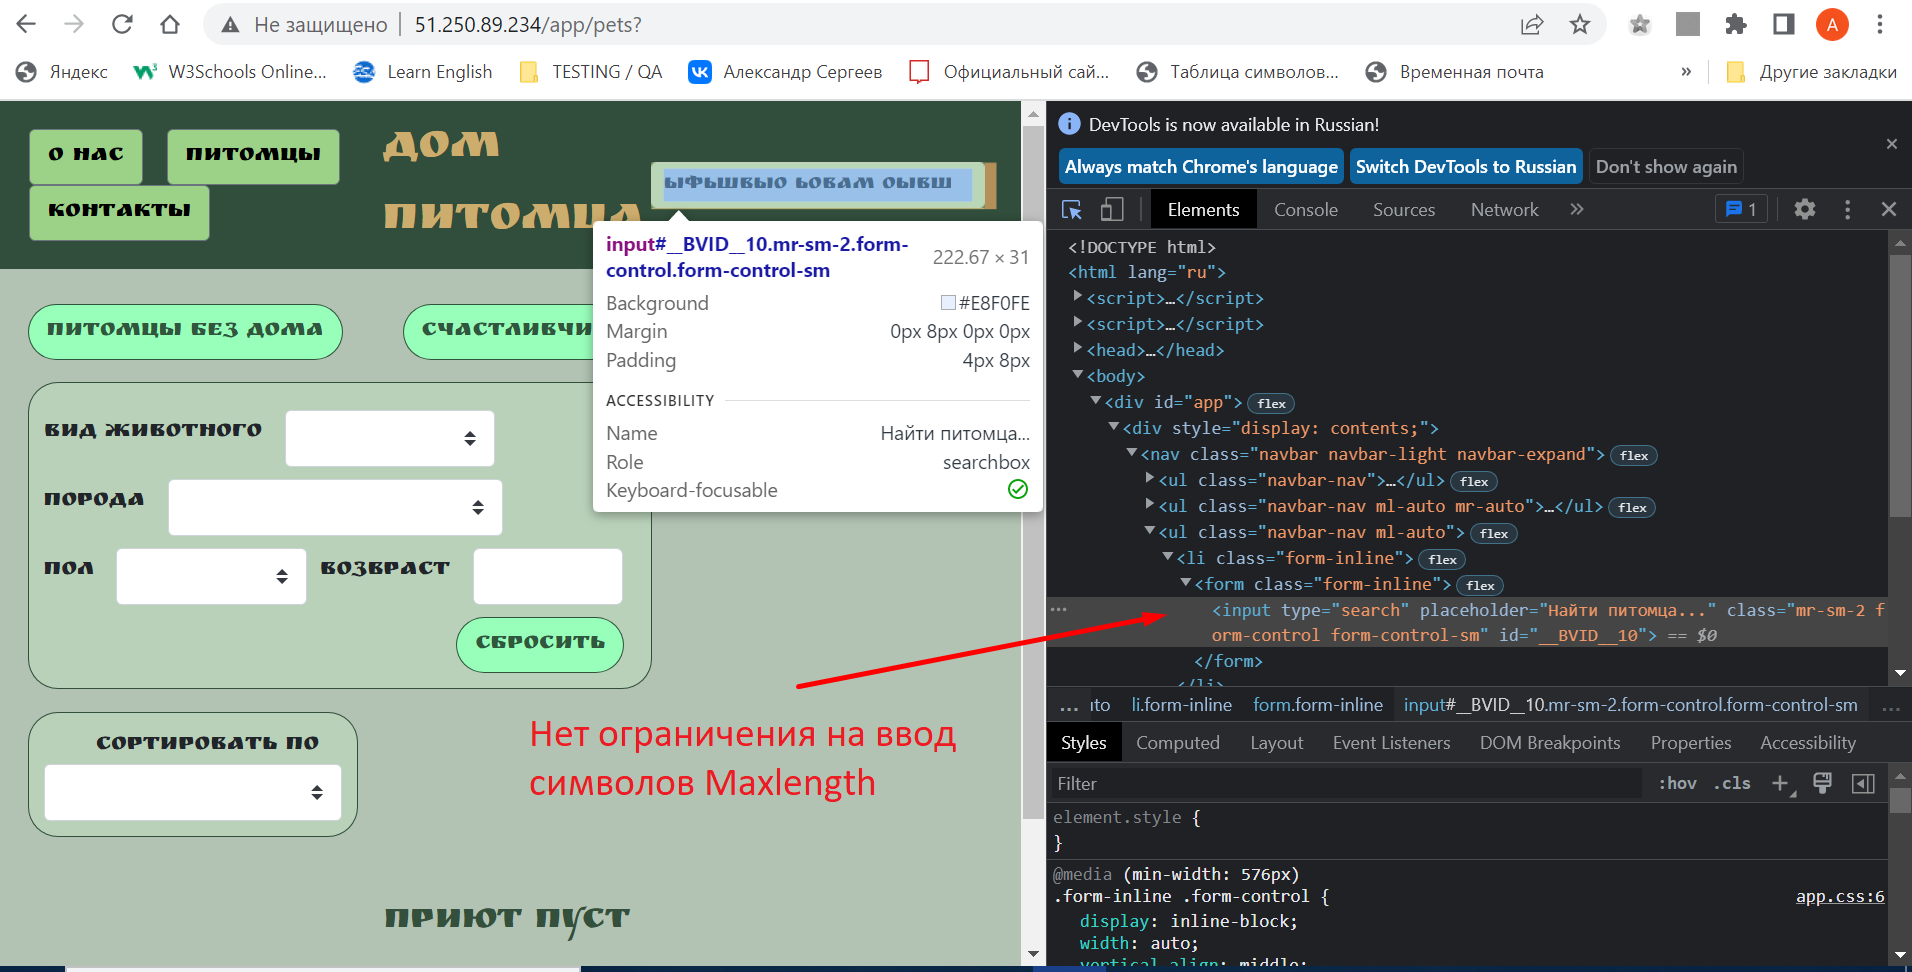 Не защищено
51.250.89.234/app/pets?
А
Яндекс
W3Schools Online...
Learn English
TESTING / QA
Александр Сергеев
Официальный сай...
Таблица символов...
Временная почта
»
Другие закладки
о нас
питомцы
контакты
дом
питомца
ыфьшвыо ьовам оывш
input#__BVID__10.mr-sm-2.form-
control.form-control-sm
222.67 × 31
Background
#E8F0FE
Margin
0px 8px 0px 0px
Padding
4px 8px
ACCESSIBILITY
Name
Найти питомца...
Role
searchbox
Keyboard-focusable
питомцы без дома
счастливчи
вид животного
порода
пол
возвраст
сбросить
сортировать по
приют пуст
Нет ограничения на ввод
символов Maxlength
DevTools is now available in Russian!
Always match Chrome's language
Switch DevTools to Russian
Don't show again
Elements
Console
Sources
Network
»
1
<!DOCTYPE html>
<html lang="ru">
<script>…</script>
<script>…</script>
<head>…</head>
<body>
<div id="app"> flex
<div style="display: contents;">
<nav class="navbar navbar-light navbar-expand"> flex
<ul class="navbar-nav">…</ul> flex
<ul class="navbar-nav ml-auto mr-auto">…</ul> flex
<ul class="navbar-nav ml-auto"> flex
<li class="form-inline"> flex
<form class="form-inline"> flex
<input type="search" placeholder="Найти питомца..." class="mr-sm-2 f
orm-control form-control-sm" id="__BVID__10"> == $0
</form>
</li>
... uto li.form-inline form.form-inline input#__BVID__10.mr-sm-2.form-control.form-control-sm ...
Styles
Computed
Layout
Event Listeners
DOM Breakpoints
Properties
Accessibility
Filter
:hov .cls
element.style {
}
@media (min-width: 576px)
.form-inline .form-control {
app.css:6
display: inline-block;
width: auto;
vertical-align: middle;